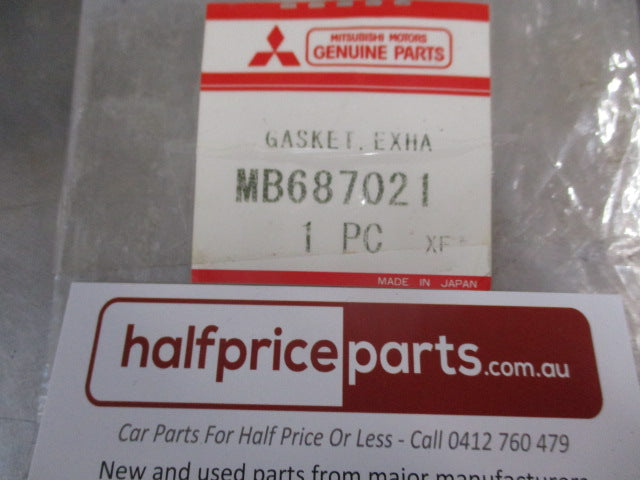 MITSUBISHI MOTORS
GENUINE PARTS
GASKET, EXHA
MB687021
1 PC XF
MADE IN JAPAN
halfpriceparts.com.au
Car Parts For Half Price Or Less - Call 0412 760 479
New and used parts from major manufacturers